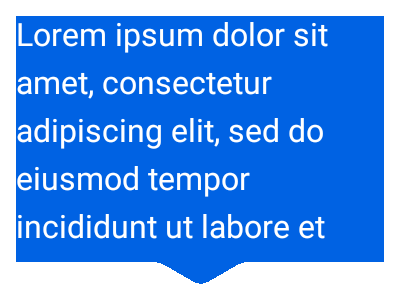 Lorem ipsum dolor sit
amet, consectetur
adipiscing elit, sed do
eiusmod tempor
incididunt ut labore et